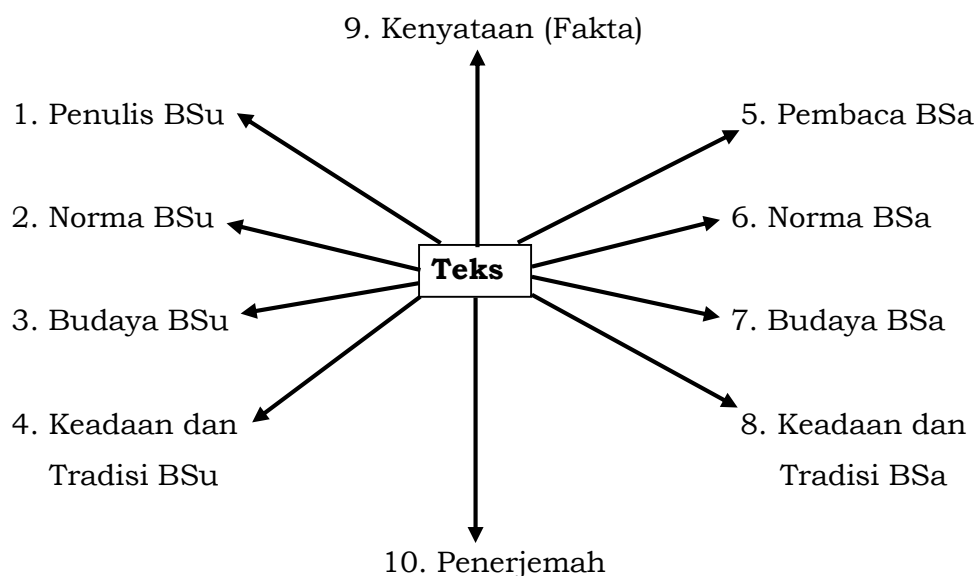 9. Kenyataan (Fakta)
1. Penulis BSu
5. Pembaca BSa
2. Norma BSu
6. Norma BSa
Teks
3. Budaya BSu
7. Budaya BSa
4. Keadaan dan
Tradisi BSu
8. Keadaan dan
Tradisi BSa
10. Penerjemah